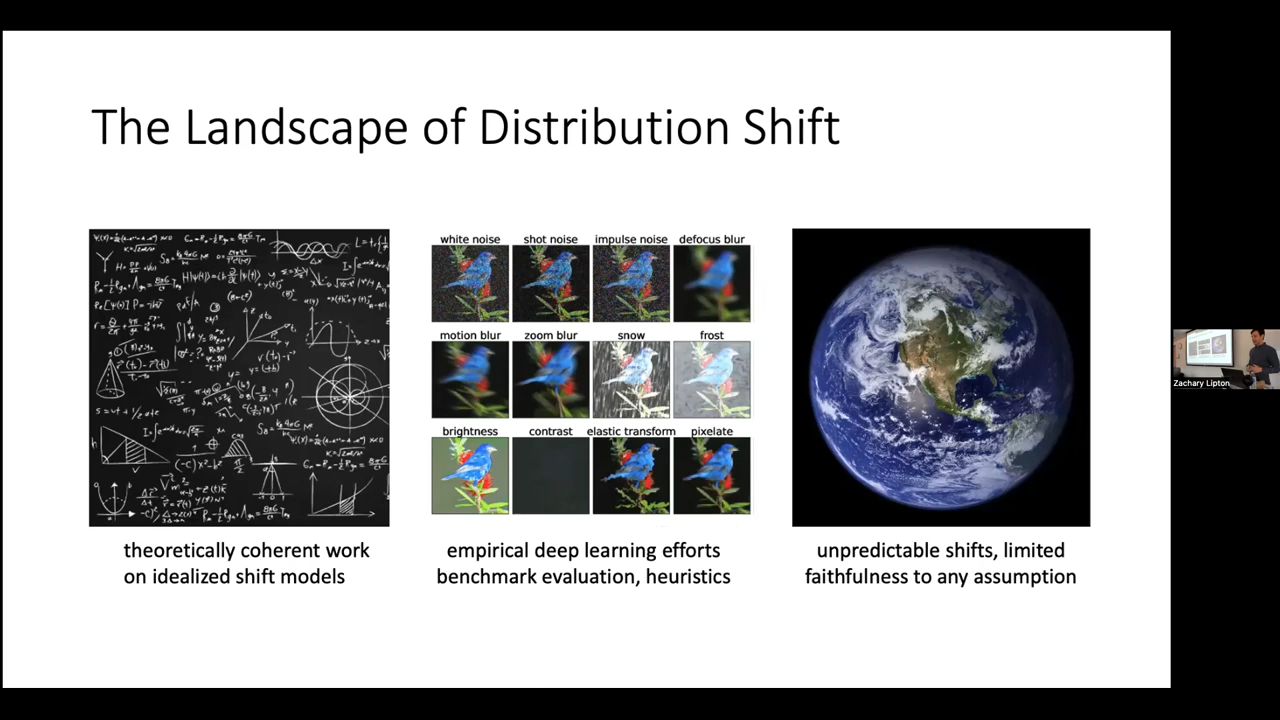 The Landscape of Distribution Shift
white noise shot noise impulse noise defocus blur
motion blur zoom blur snow frost
brightness contrast elastic transform pixelate
theoretically coherent work
on idealized shift models
empirical deep learning efforts
benchmark evaluation, heuristics
unpredictable shifts, limited
faithfulness to any assumption
Zachary Lipton